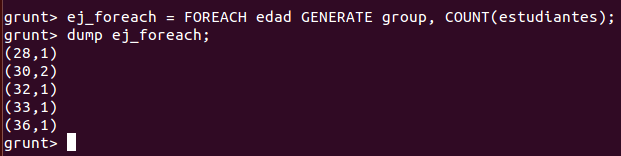 grunt> ej_foreach = FOREACH edad GENERATE group, COUNT(estudiantes);
grunt> dump ej_foreach;
(28,1)
(30,2)
(32,1)
(33,1)
(36,1)
grunt>